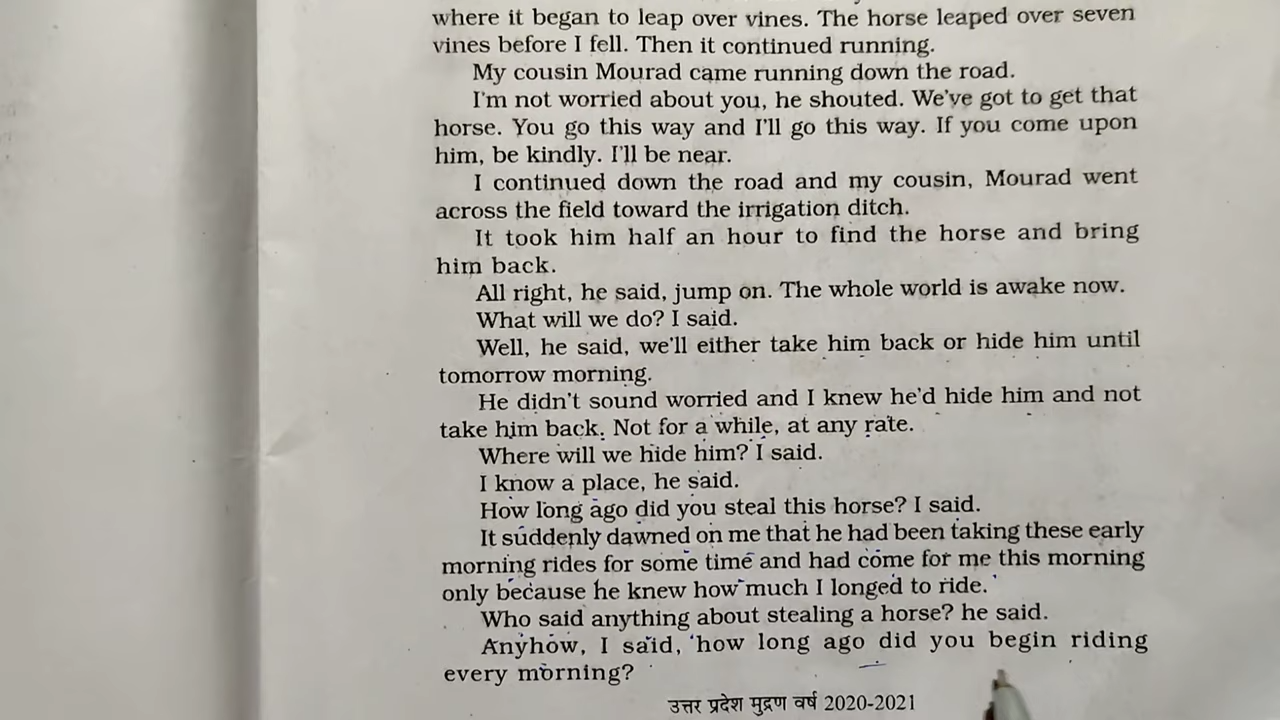 where it began to leap over vines. The horse leaped over seven
vines before I fell. Then it continued running.
My cousin Mourad came running down the road.
I'm not worried about you, he shouted. We've got to get that
horse. You go this way and I'll go this way. If you come upon
him, be kindly. I'll be near.
I continued down the road and my cousin, Mourad went
across the field toward the irrigation ditch.
It took him half an hour to find the horse and bring
him back.
All right, he said, jump on. The whole world is awake now.
What will we do? I said.
Well, he said, we'll either take him back or hide him until
tomorrow morning.
He didn't sound worried and I knew he'd hide him and not
take him back. Not for a while, at any rate.
Where will we hide him? I said.
I know a place, he said.
How long ago did you steal this horse? I said.
It suddenly dawned on me that he had been taking these early
morning rides for some time and had come for me this morning
only because he knew how much I longed to ride.
Who said anything about stealing a horse? he said.
Anyhow, I said, how long ago did you begin riding
every morning?
उत्तर प्रदेश मुद्रण वर्ष 2020-2021